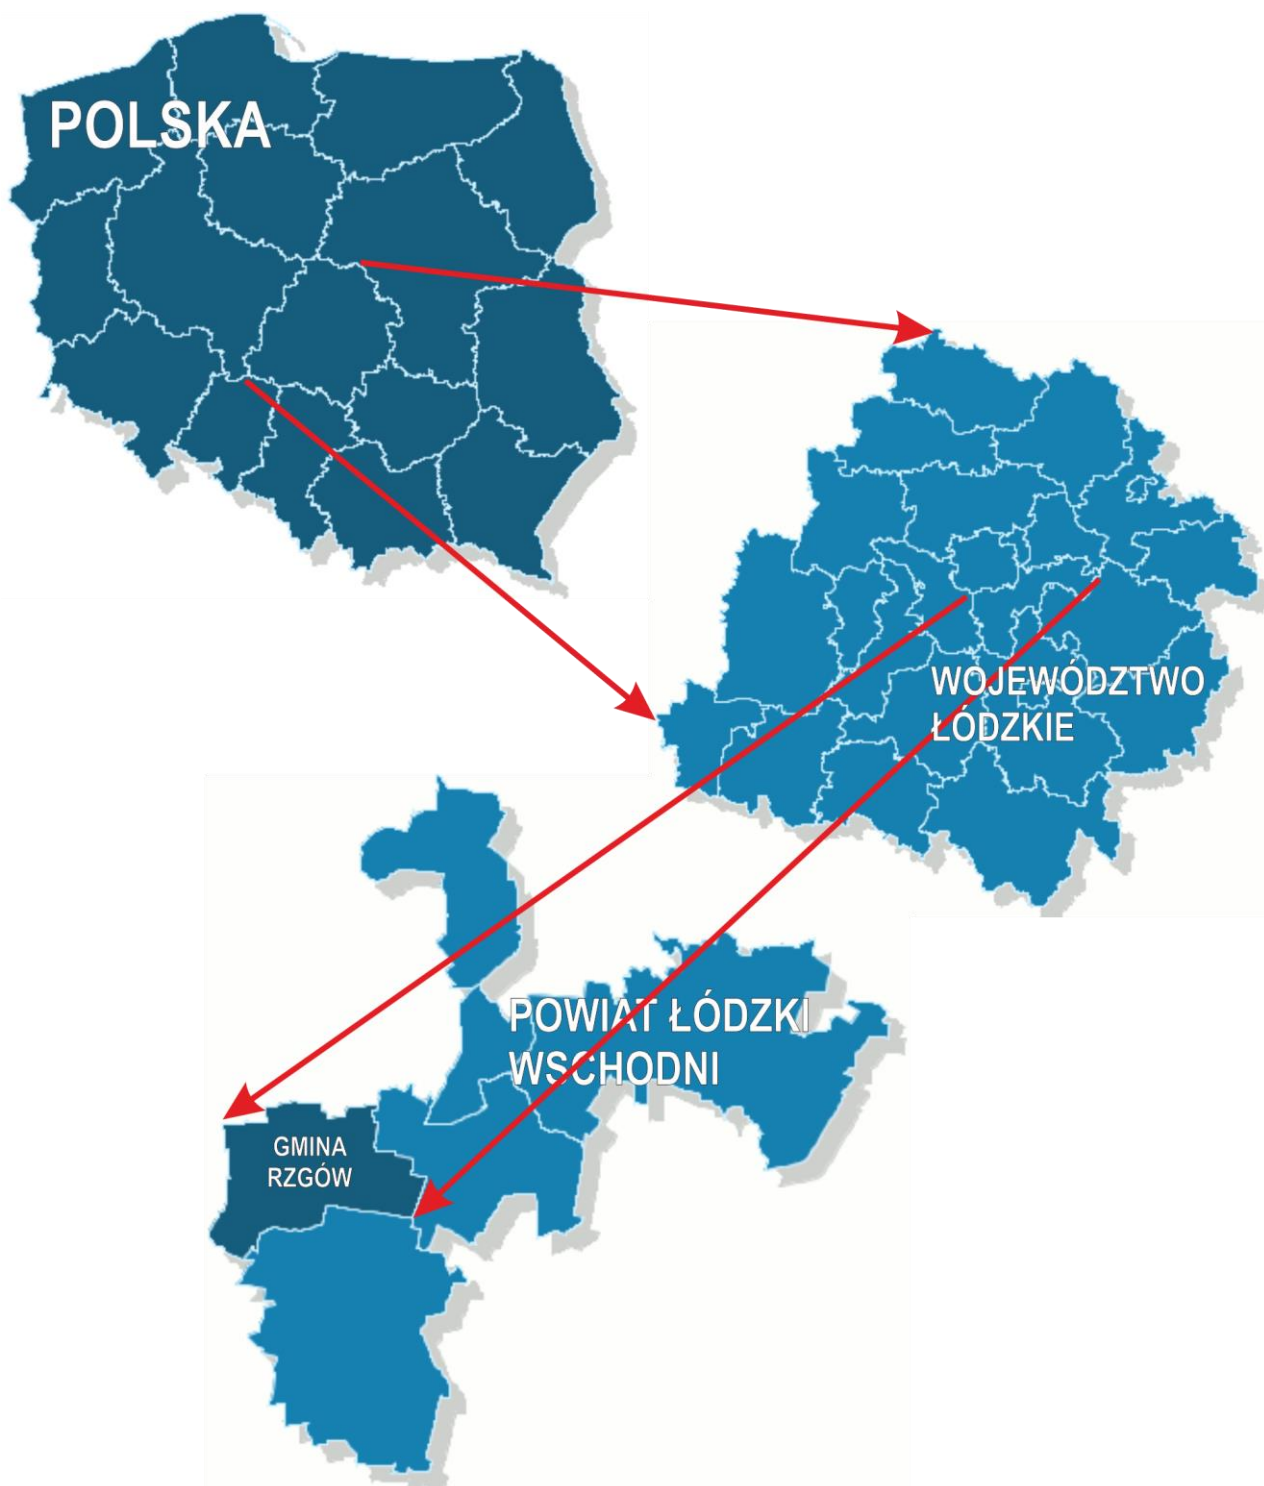 POLSKA
WOJEWÓDZTWO
ŁÓDZKIE
POWIAT ŁÓDZKI
WSCHODNI
GMINA
RZGÓW